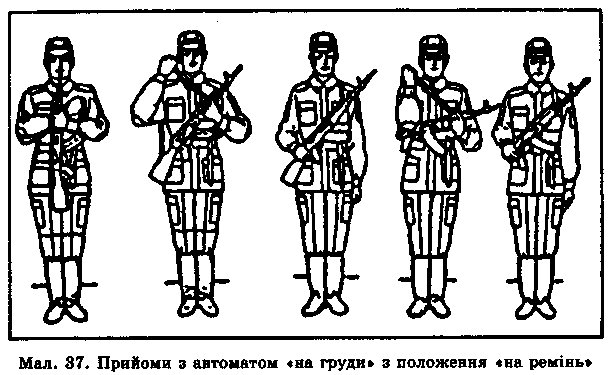 Мал. 37. Прийоми з автоматом «на груди» з положення «на ремінь»